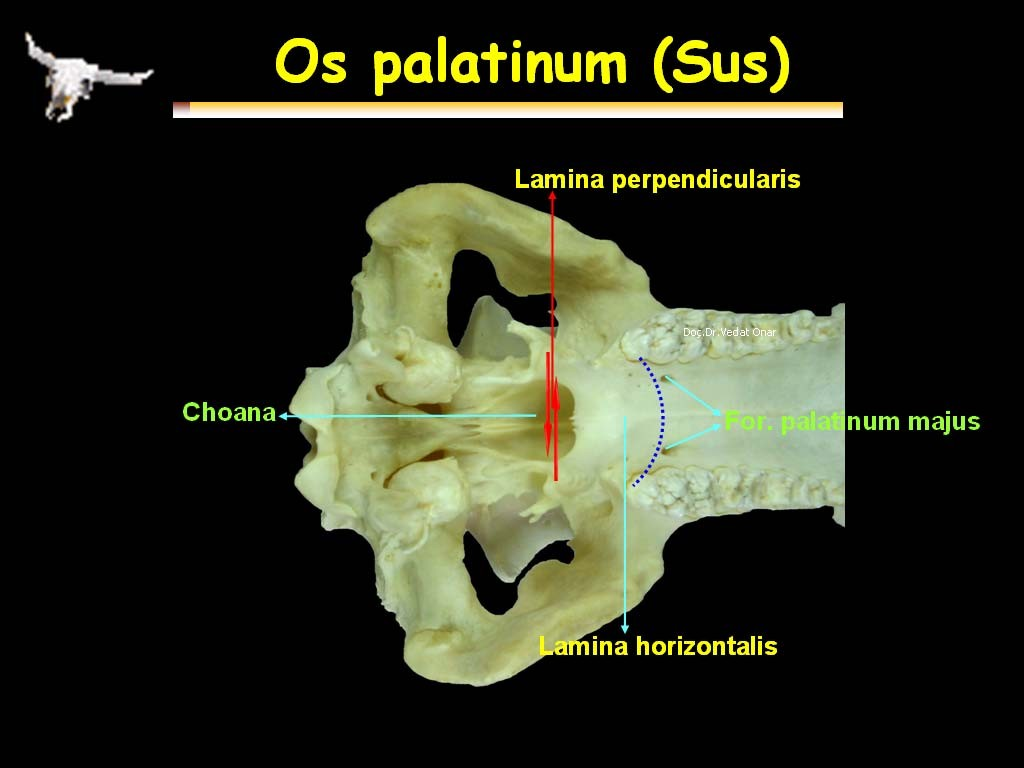 Os palatinum (Sus)
Lamina perpendicularis
Doç.Dr.Vedat Onar
Choana
For. palatinum majus
Lamina horizontalis